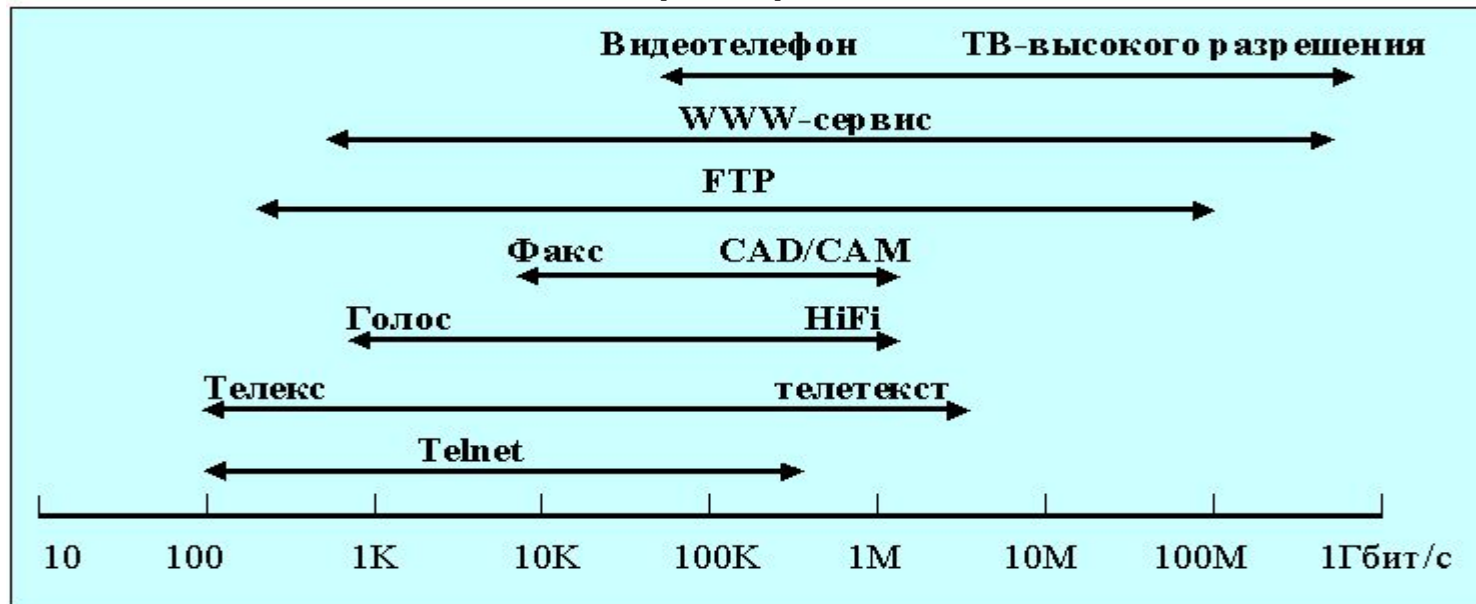 Видеотелефон ТВ-высокого разрешения
WWW-сервис
FTP
Факс CAD/CAM
Голос HiFi
Телекс телетекст
Telnet
10 100 1K 10K 100K 1M 10M 100M 1Гбит/с